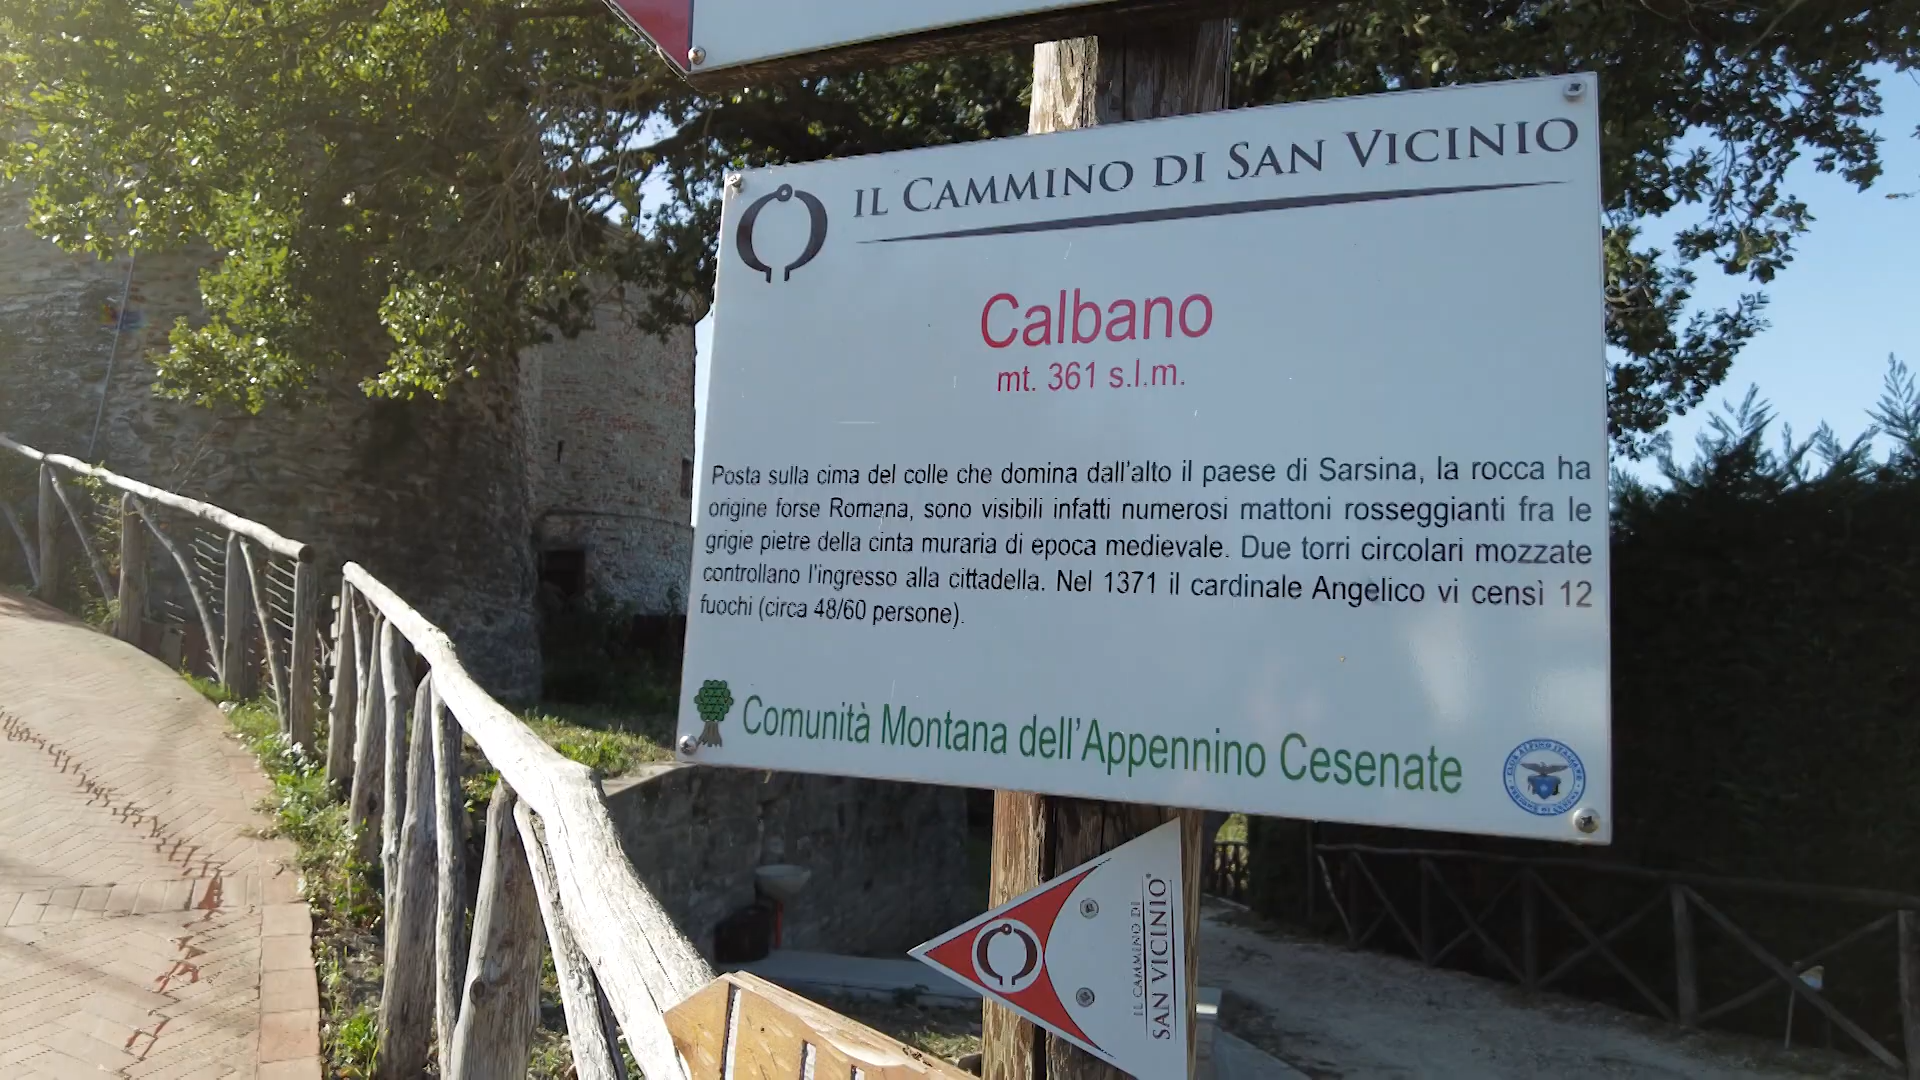 IL CAMMINO DI SAN VICINIO
Calbano
mt. 361 s.l.m.
Posta sulla cima del colle che domina dall'alto il paese di Sarsina, la rocca ha
origine forse Romana, sono visibili infatti numerosi mattoni rosseggianti fra le
grigie pietre della cinta muraria di epoca medievale. Due torri circolari mozzate
controllano l'ingresso alla cittadella. Nel 1371 il cardinale Angelico vi censì 12
fuochi (circa 48/60 persone).
Comunità Montana dell'Appennino Cesenate
CLUB ALPINO ITALIANO
IL CAMMINO DI
SAN VICINIO®